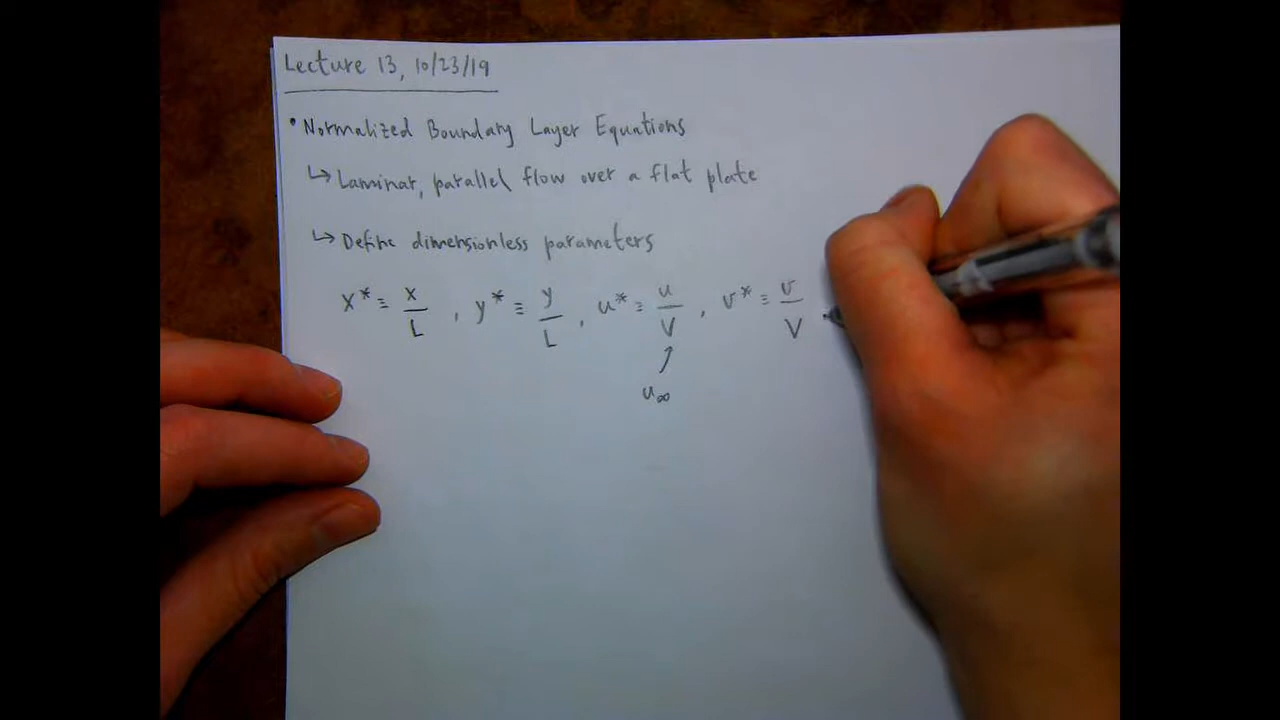 Lecture 13, 10/23/19
• Normalized Boundary Layer Equations
↳ Laminar, parallel flow over a flat plate
↳ Define dimensionless parameters
x* ≡ x/L , y* ≡ y/L , u* ≡ u/V , v* ≡ v/V
↗
u∞